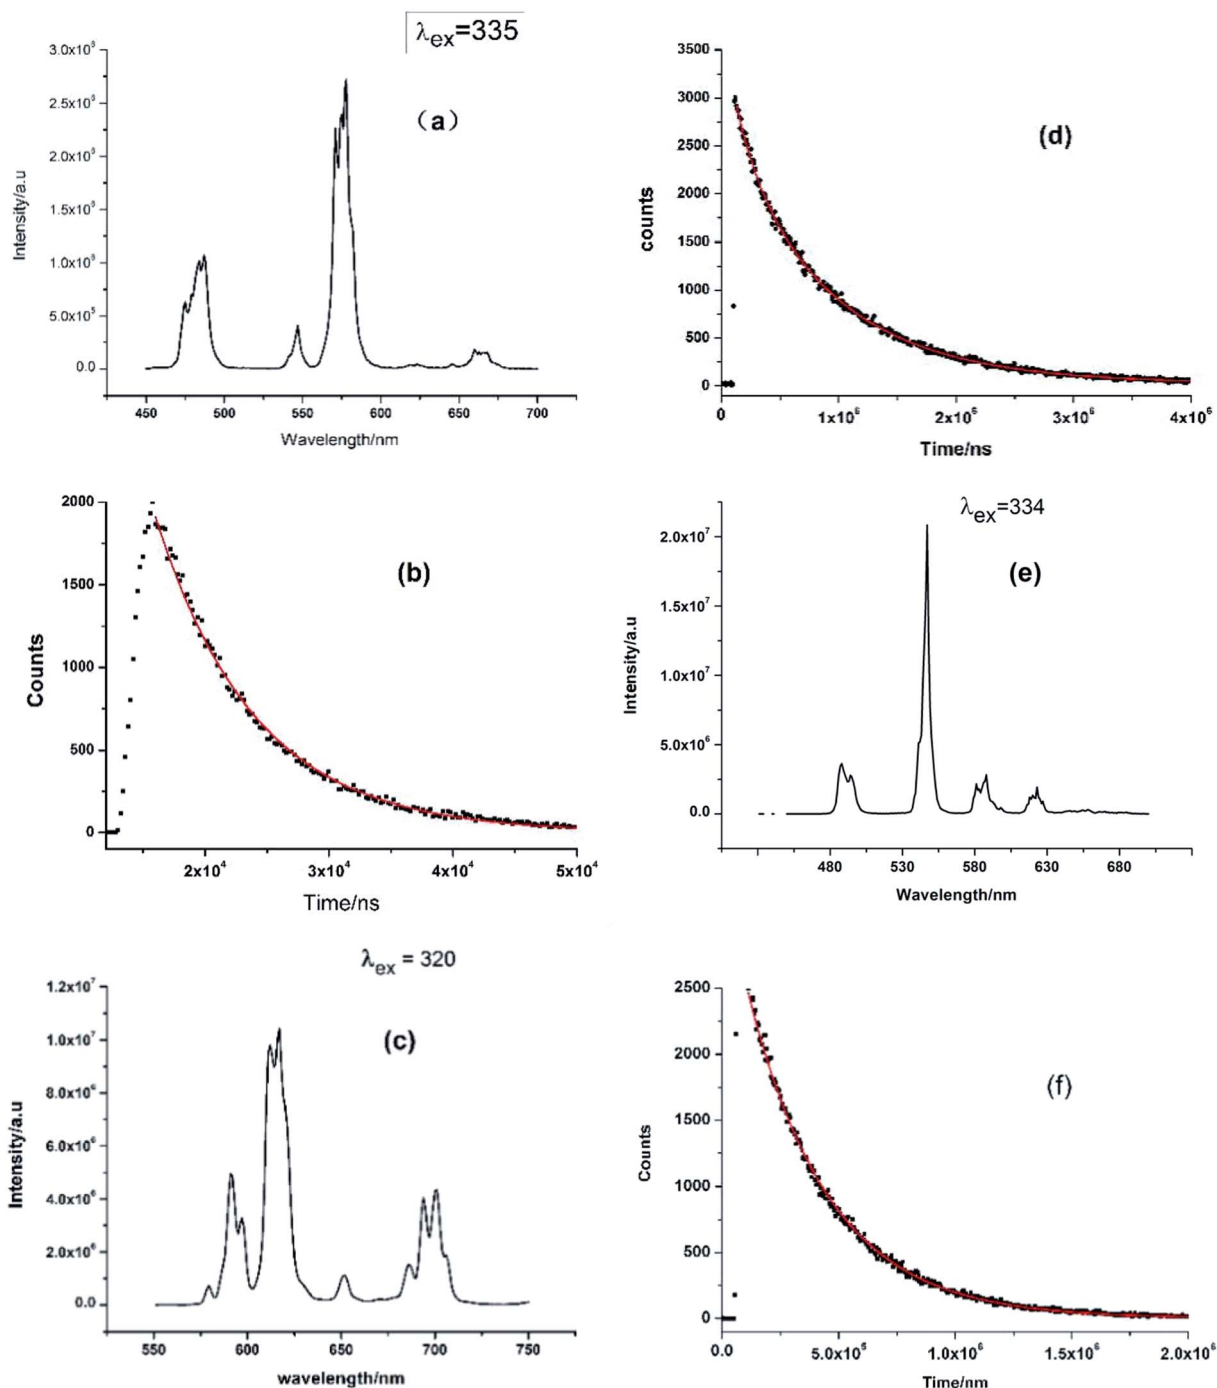 λex=335
(a)
3.0x10⁶
2.5x10⁶
2.0x10⁶
1.5x10⁶
1.0x10⁶
5.0x10⁵
0.0
Intensity/a.u
450 500 550 600 650 700
Wavelength/nm
(d)
3500
3000
2500
2000
1500
1000
500
0
counts
0 1x10⁶ 2x10⁶ 3x10⁶ 4x10⁶
Time/ns
(b)
2000
1500
1000
500
0
Counts
2x10⁴ 3x10⁴ 4x10⁴ 5x10⁴
Time/ns
λex=334
(e)
2.0x10⁷
1.5x10⁷
1.0x10⁷
5.0x10⁶
0.0
Intensity/a.u
480 530 580 630 680
Wavelength/nm
λex = 320
(c)
1.2x10⁷
1.0x10⁷
8.0x10⁶
6.0x10⁶
4.0x10⁶
2.0x10⁶
0.0
Intensity/a.u
550 600 650 700 750
wavelength/nm
(f)
2500
2000
1500
1000
500
0
Counts
0.0 5.0x10⁵ 1.0x10⁶ 1.5x10⁶ 2.0x10⁶
Time/nm